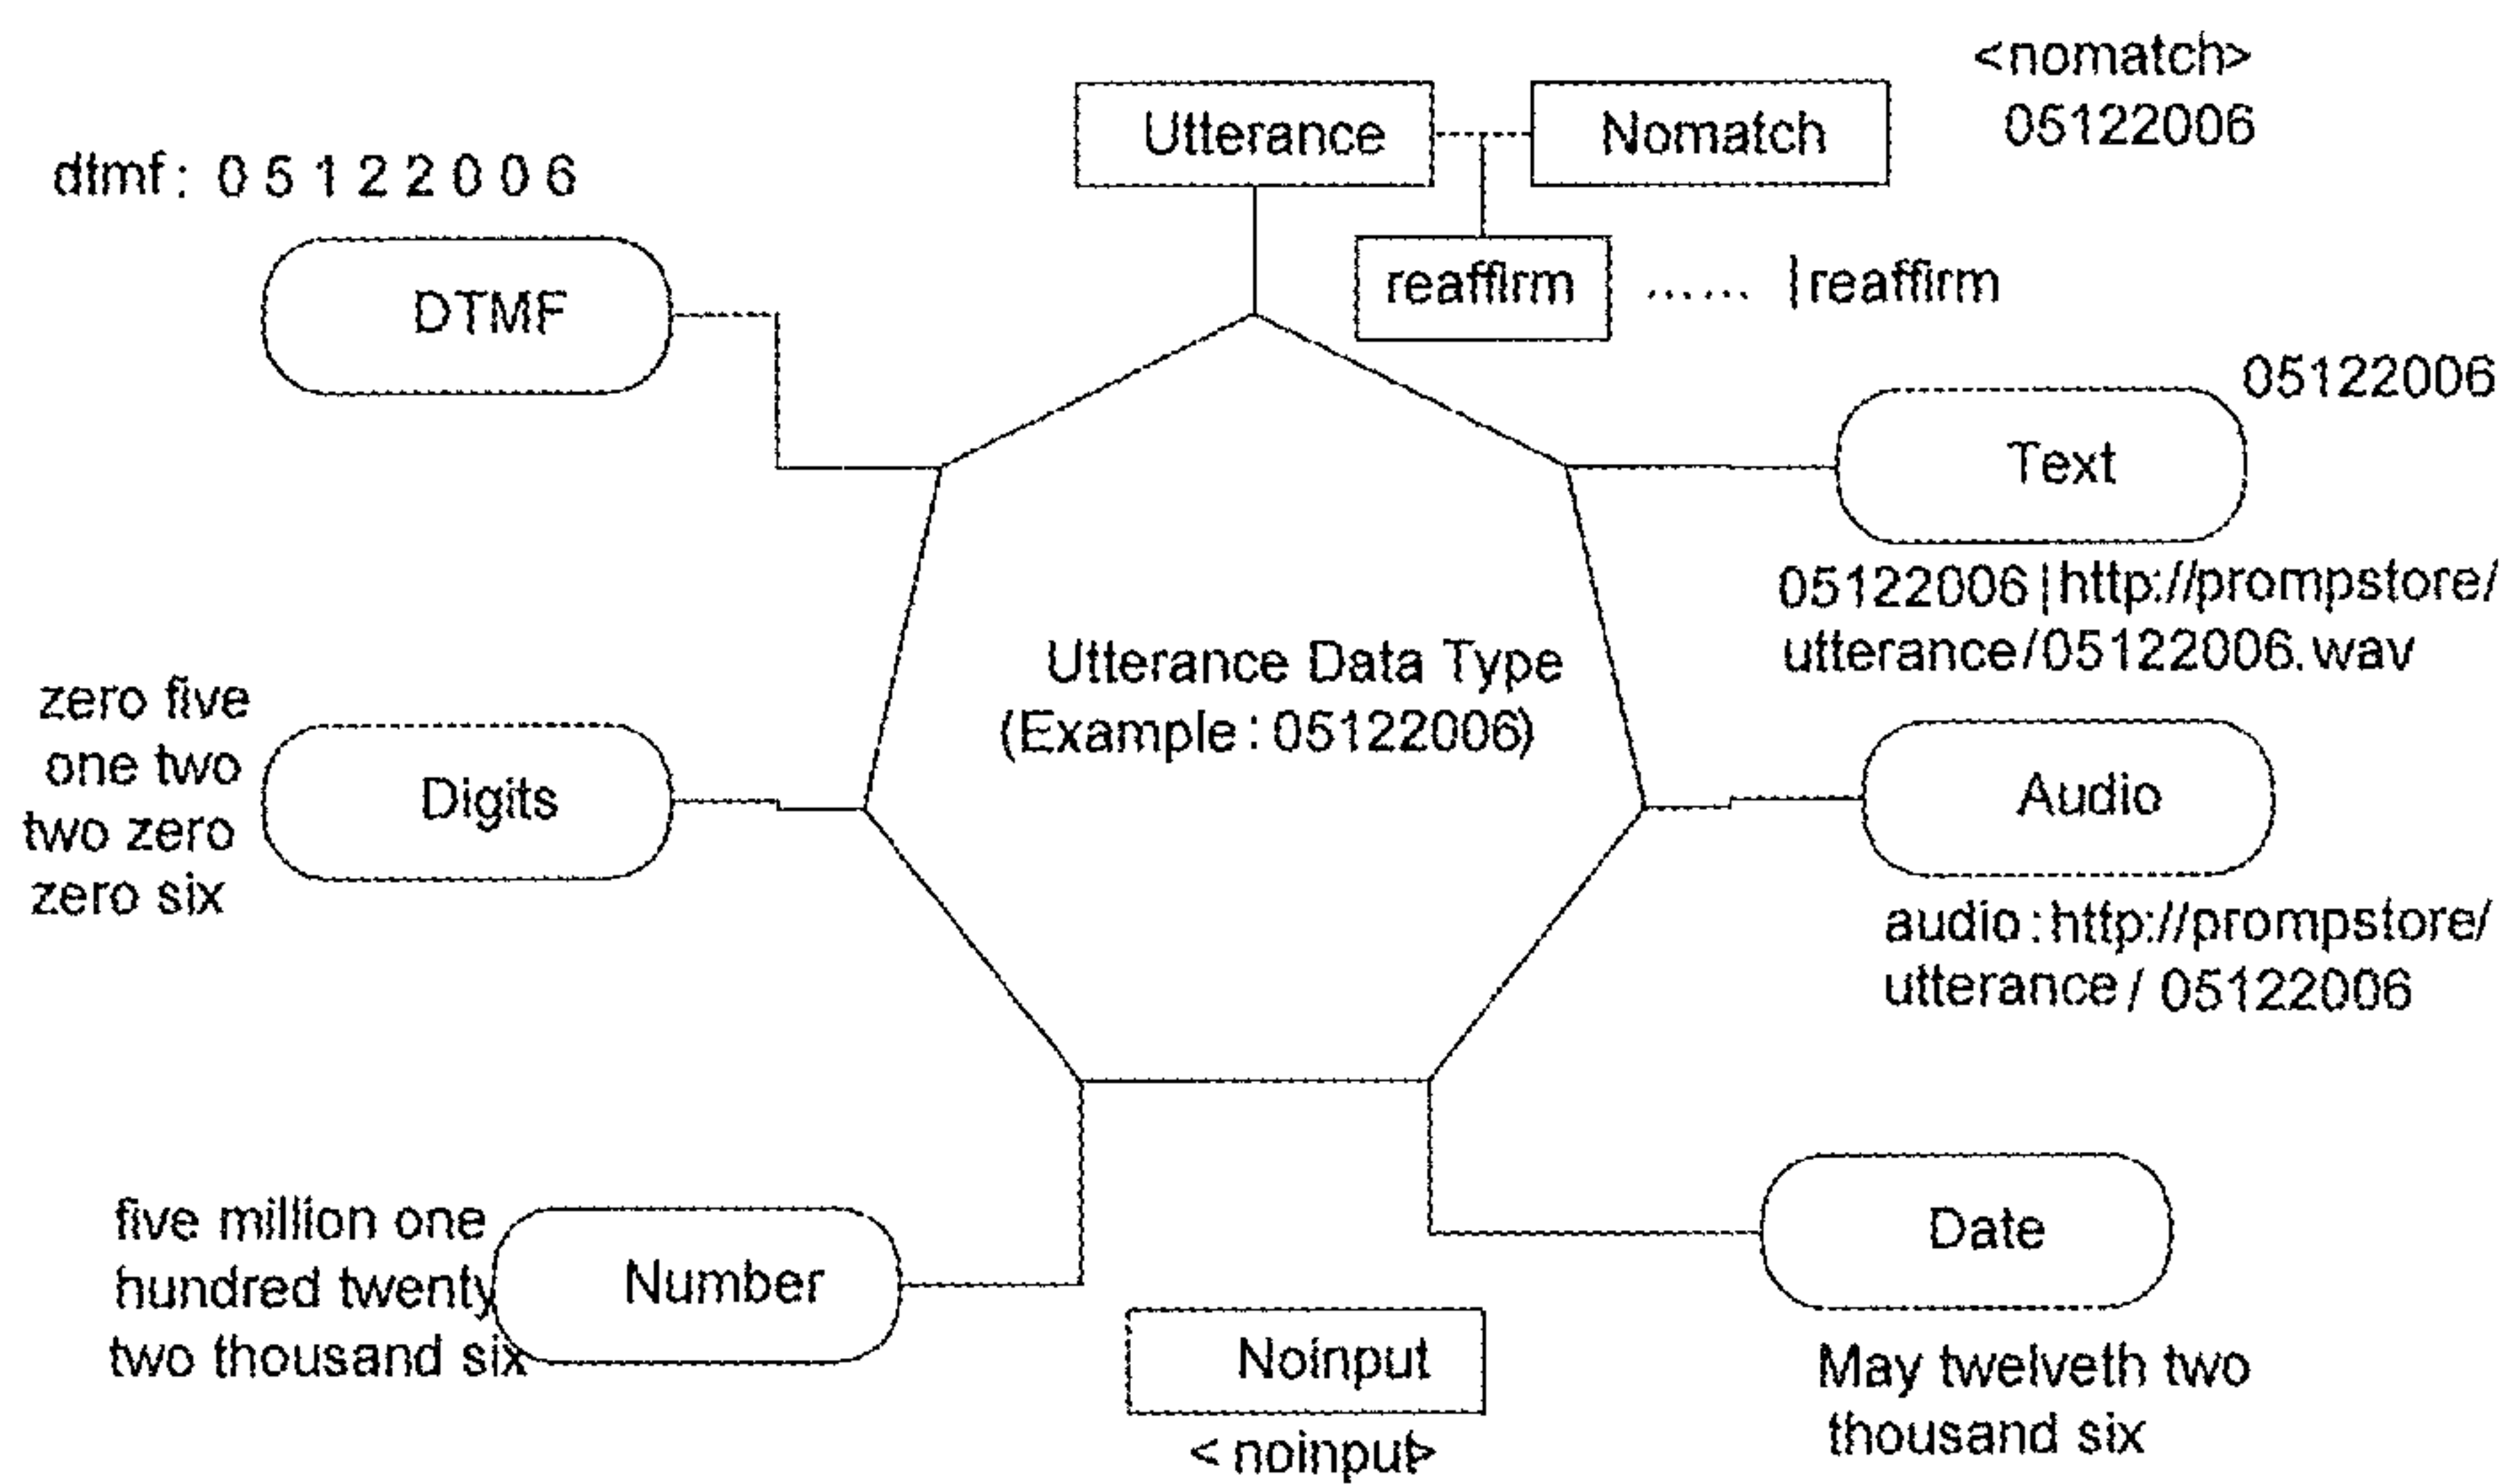 <nomatch>
05122006
Utterance
Nomatch
dtmf : 0 5 1 2 2 0 0 6
reaffirm
...... |reaffirm
DTMF
05122006
Text
05122006 | http://prompstore/
utterance/05122006.wav
Utterance Data Type
(Example : 05122006)
zero five
one two
two zero
zero six
Digits
Audio
audio : http://prompstore/
utterance / 05122006
five million one
hundred twenty
two thousand six
Number
Date
May twelveth two
thousand six
Noinput
< noinput>